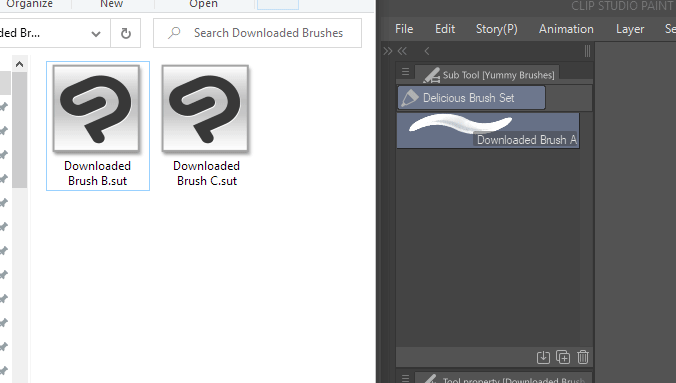 Organize
New
Open
ded Br...
Search Downloaded Brushes
Downloaded
Brush B.sut
Downloaded
Brush C.sut
CLIP STUDIO PAINT
File Edit Story(P) Animation Layer Se
Sub Tool [Yummy Brushes]
Delicious Brush Set
Downloaded Brush A
Tool property [Downloaded Brush